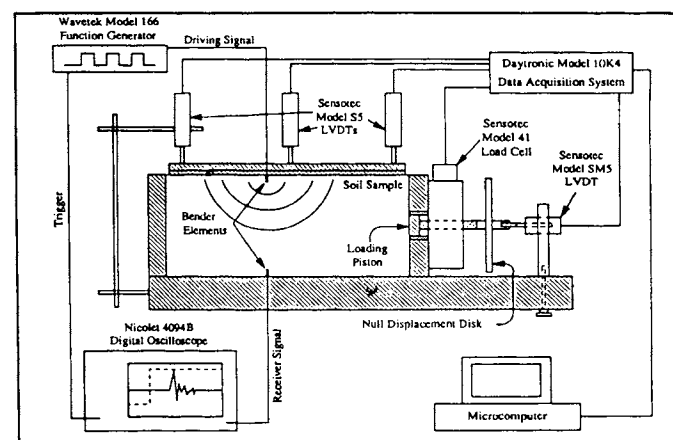 Wavetek Model 166
Function Generator
Driving Signal
Daytronic Model 10K4
Data Acquisition System
Sensotec
Model S5
LVDTs
Sensotec
Model 41
Load Cell
Sensotec
Model SM5
LVDT
Soil Sample
Trigger
Bender
Elements
Loading
Piston
Null Displacement Disk
Nicolet 4094B
Digital Oscilloscope
Receiver Signal
Microcomputer